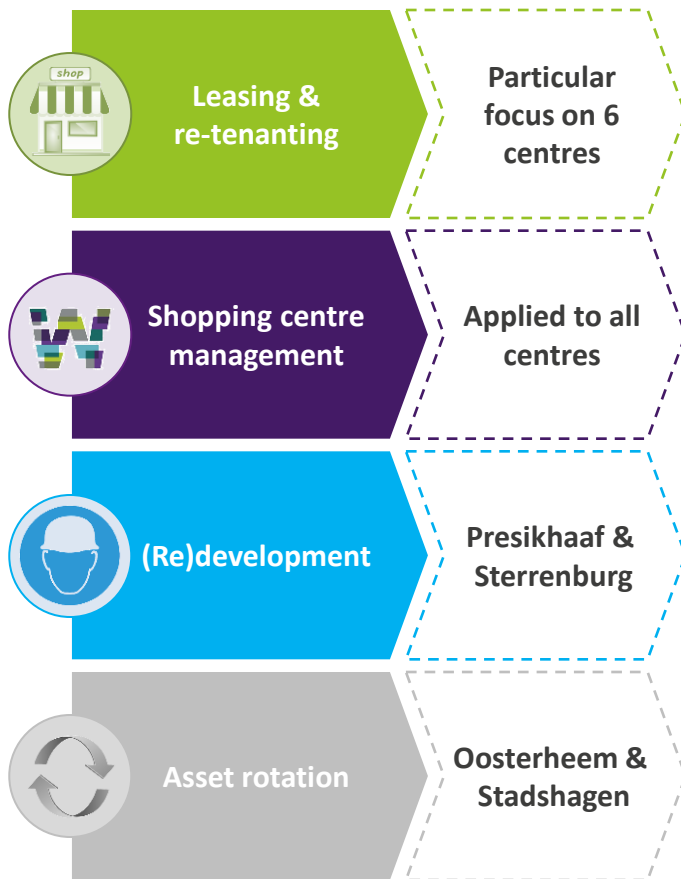 shop
Leasing &
re-tenanting
Particular
focus on 6
centres
W
Shopping centre
management
Applied to all
centres
(Re)development
Presikhaaf &
Sterrenburg
Asset rotation
Oosterheem &
Stadshagen